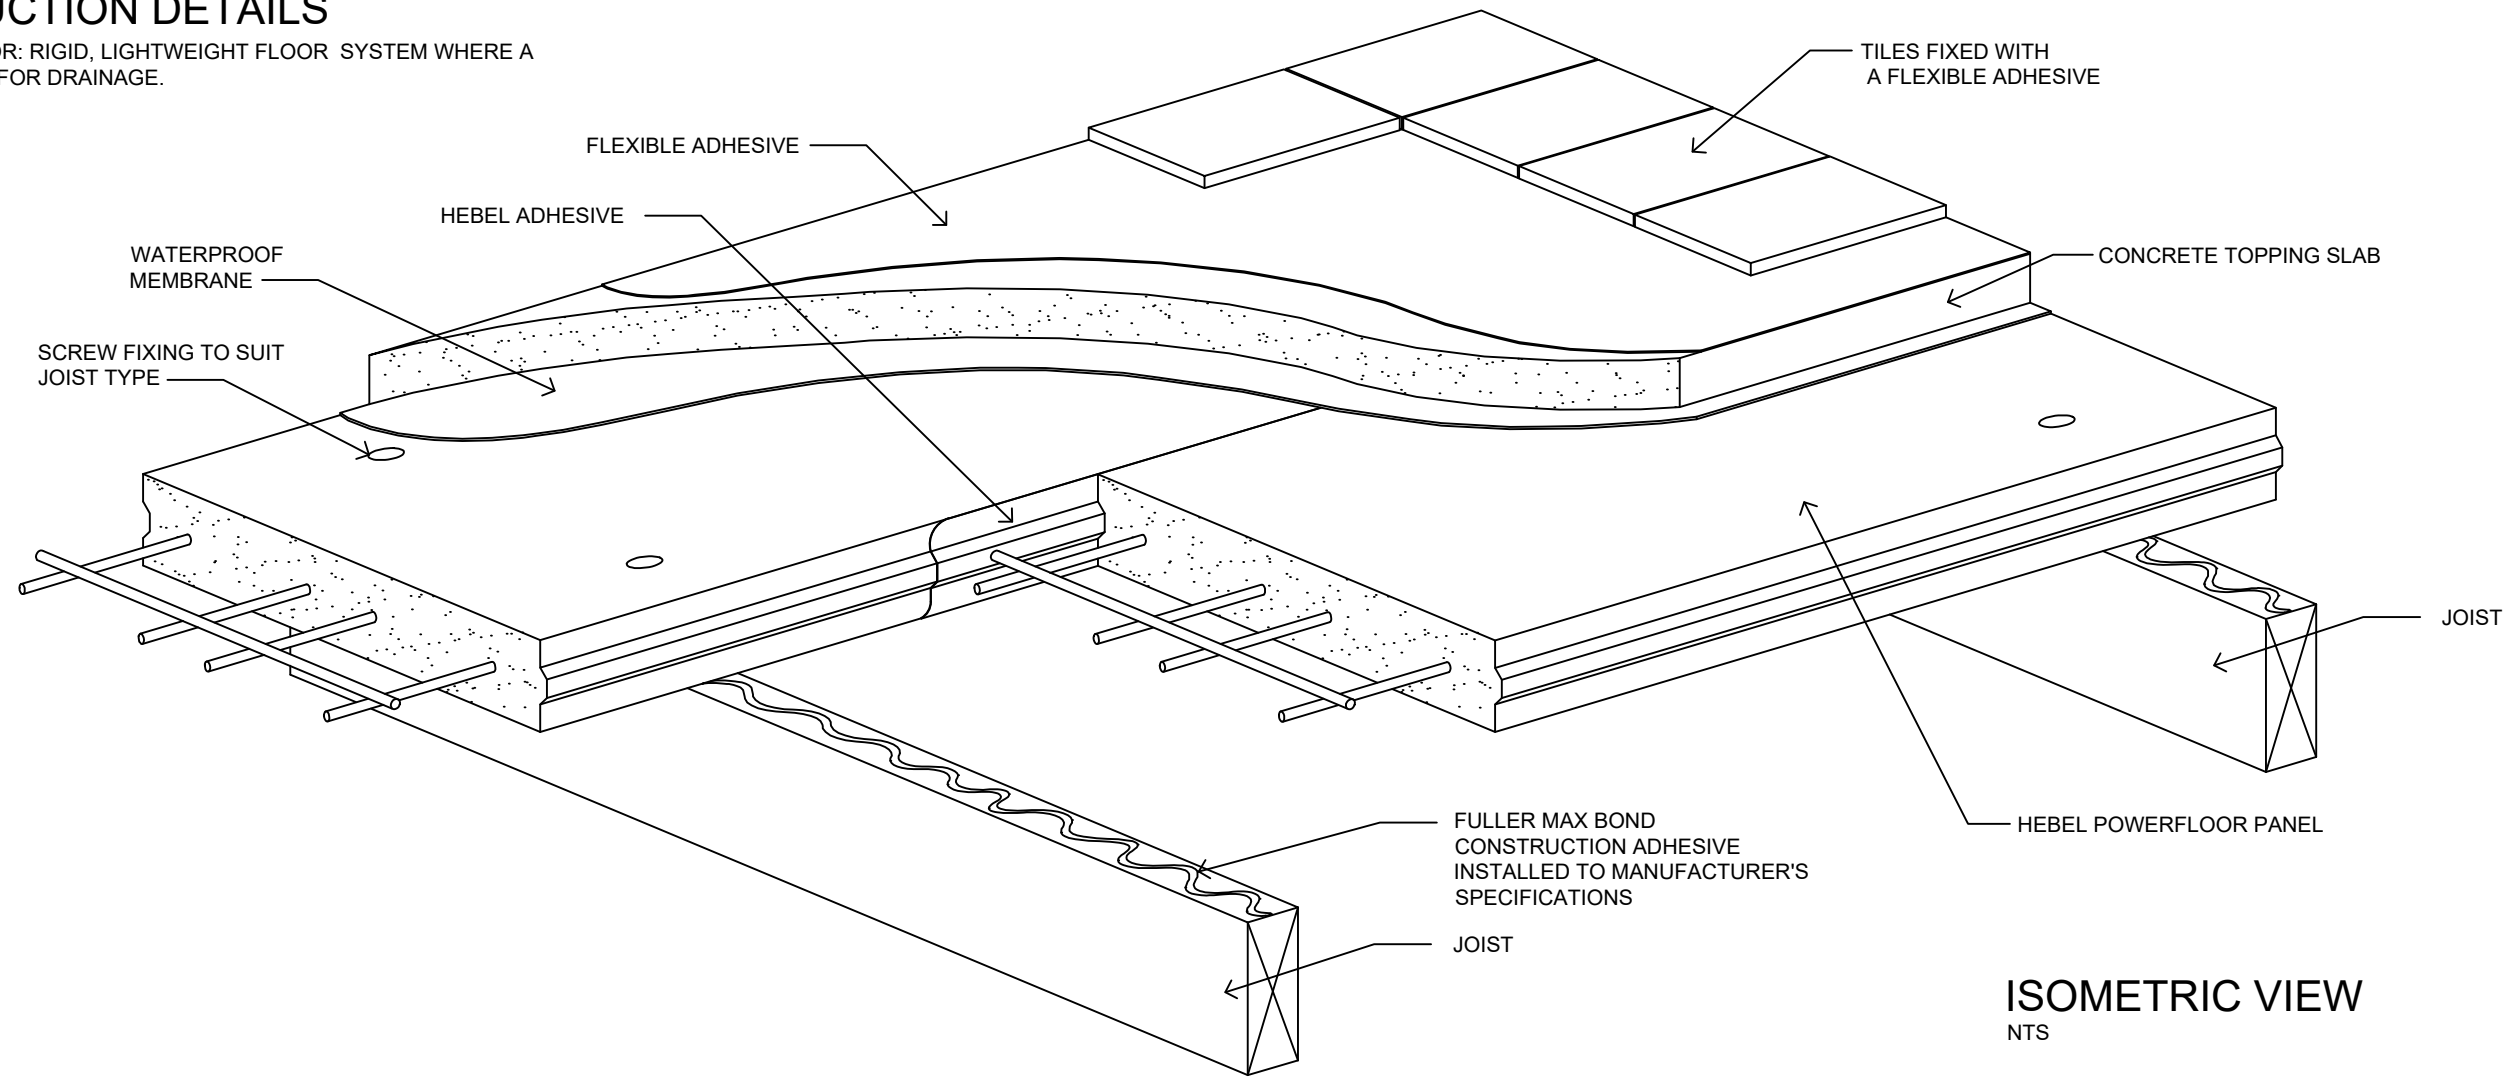 DETAILS
RIGID, LIGHTWEIGHT FLOOR SYSTEM WHERE A
FOR DRAINAGE.
TILES FIXED WITH
A FLEXIBLE ADHESIVE
FLEXIBLE ADHESIVE
HEBEL ADHESIVE
WATERPROOF
MEMBRANE
CONCRETE TOPPING SLAB
SCREW FIXING TO SUIT
JOIST TYPE
JOIST
FULLER MAX BOND
CONSTRUCTION ADHESIVE
INSTALLED TO MANUFACTURER'S
SPECIFICATIONS
HEBEL POWERFLOOR PANEL
JOIST
ISOMETRIC VIEW
NTS